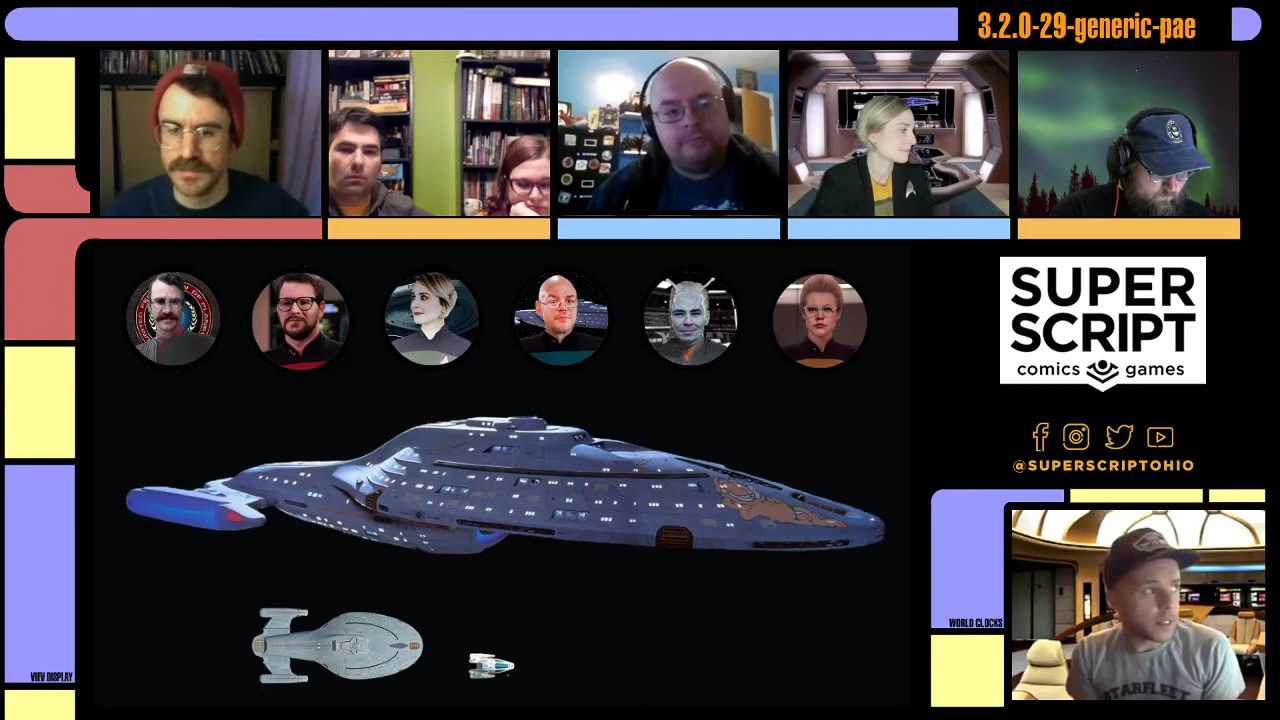 3.2.0-29-generic-pae
SUPER
SCRIPT
comics games
@SUPERSCRIPTOHIO
WORLD CLOCKS
STARFLEET
VIEW DISPLAY